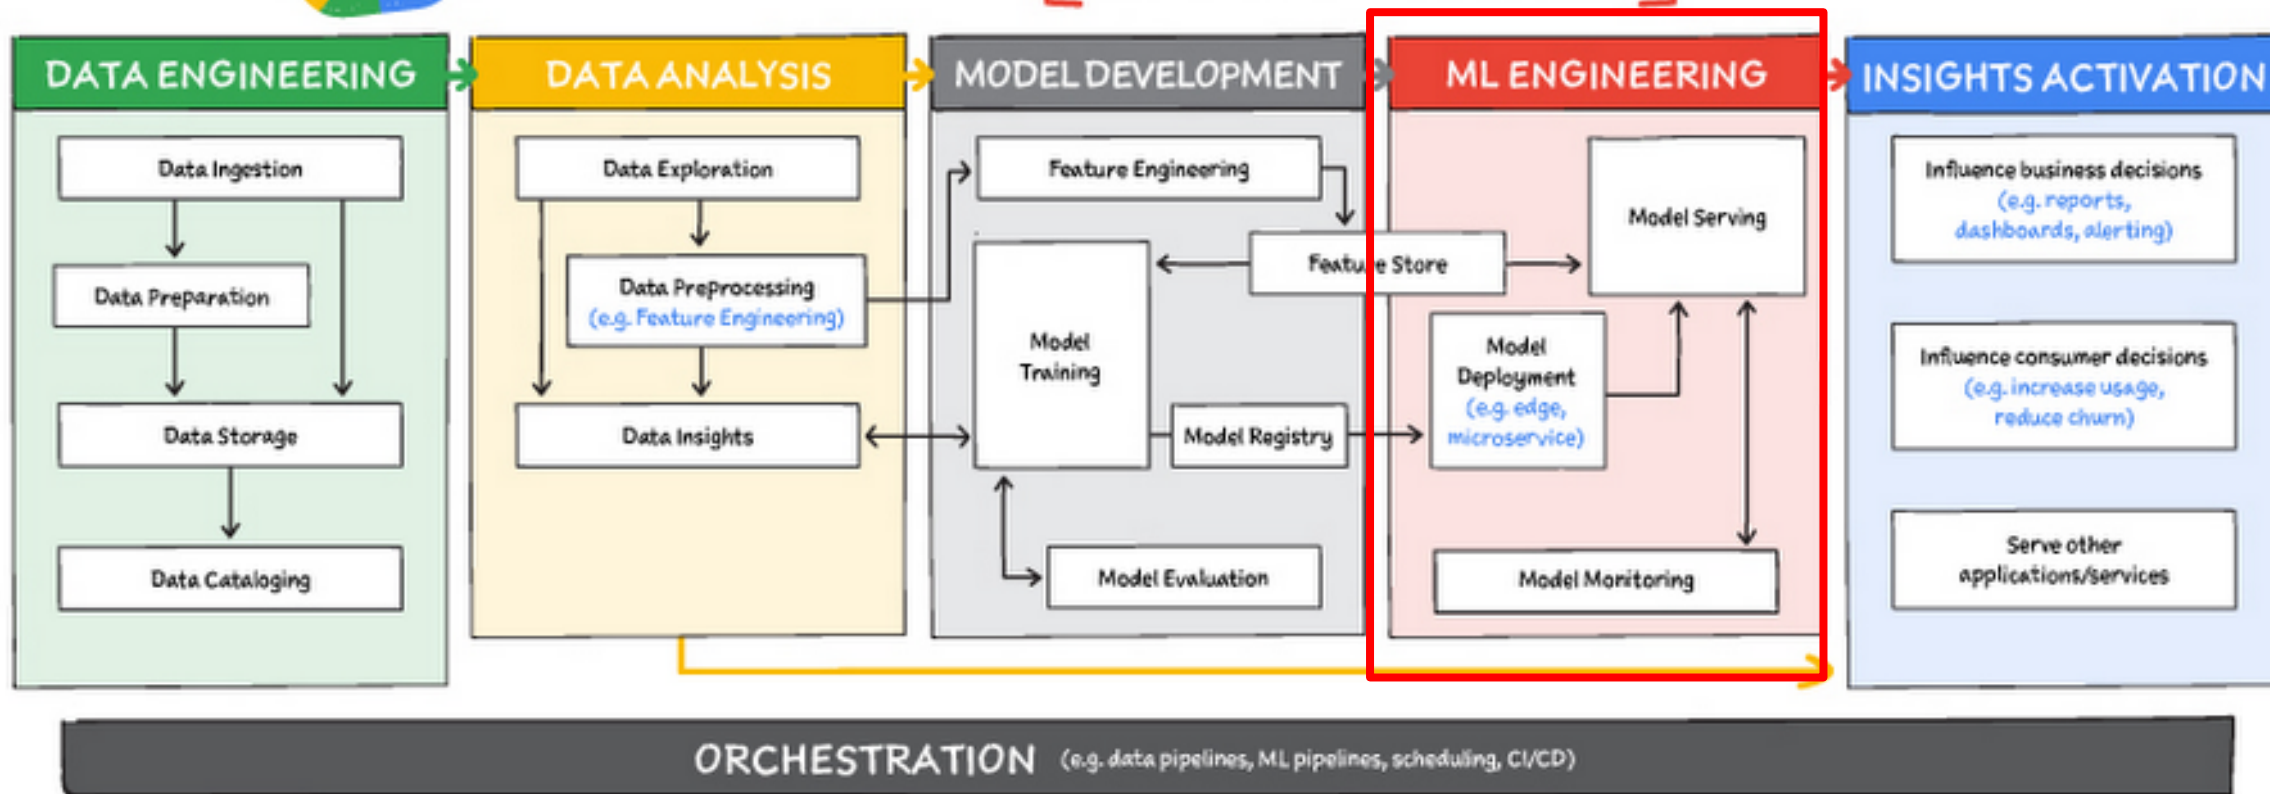 DATA ENGINEERING
Data Ingestion
Data Preparation
Data Storage
Data Cataloging
DATA ANALYSIS
Data Exploration
Data Preprocessing
(e.g. Feature Engineering)
Data Insights
MODEL DEVELOPMENT
Feature Engineering
Feature Store
Model
Training
Model Registry
Model Evaluation
ML ENGINEERING
Model Serving
Model
Deployment
(e.g. edge,
microservice)
Model Monitoring
INSIGHTS ACTIVATION
Influence business decisions
(e.g. reports,
dashboards, alerting)
Influence consumer decisions
(e.g. increase usage,
reduce churn)
Serve other
applications/services
ORCHESTRATION (e.g. data pipelines, ML pipelines, scheduling, CI/CD)